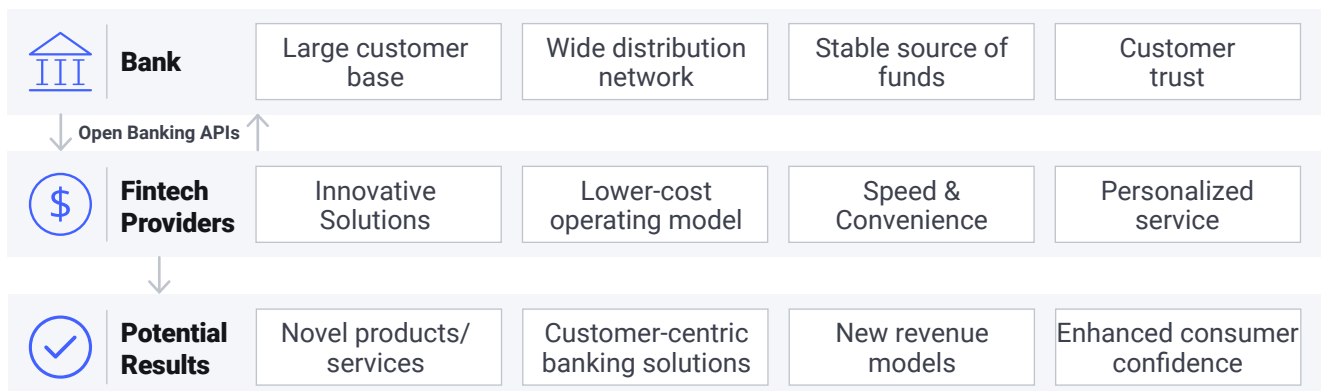 Bank
Large customer
base
Wide distribution
network
Stable source of
funds
Customer
trust
Open Banking APIs
$
Fintech
Providers
Innovative
Solutions
Lower-cost
operating model
Speed &
Convenience
Personalized
service
Potential
Results
Novel products/
services
Customer-centric
banking solutions
New revenue
models
Enhanced consumer
confidence